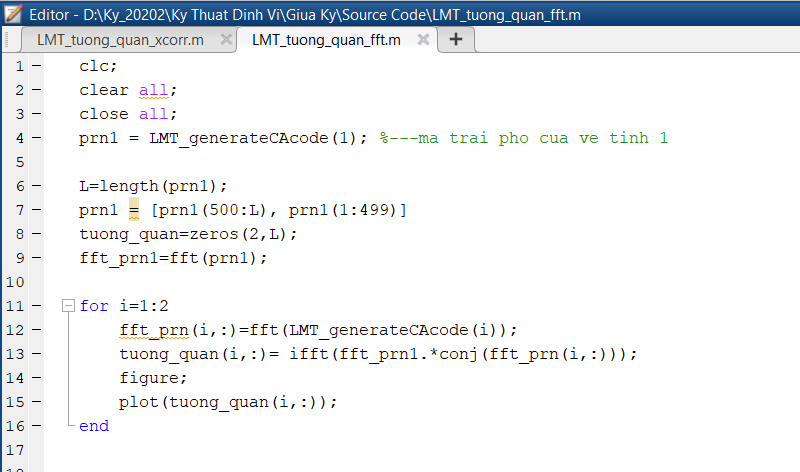 Editor - D:\Ky_20202\Ky Thuat Dinh Vi\Giua Ky\Source Code\LMT_tuong_quan_fft.m
LMT_tuong_quan_xcorr.m × LMT_tuong_quan_fft.m × +
1 – clc;
2 – clear all;
3 – close all;
4 – prn1 = LMT_generateCAcode(1); %---ma trai pho cua ve tinh 1
5
6 – L=length(prn1);
7 – prn1 = [prn1(500:L), prn1(1:499)]
8 – tuong_quan=zeros(2,L);
9 – fft_prn1=fft(prn1);
10
11 – for i=1:2
12 – fft_prn(i,:)=fft(LMT_generateCAcode(i));
13 – tuong_quan(i,:)= ifft(fft_prn1.*conj(fft_prn(i,:)));
14 – figure;
15 – plot(tuong_quan(i,:));
16 – end
17